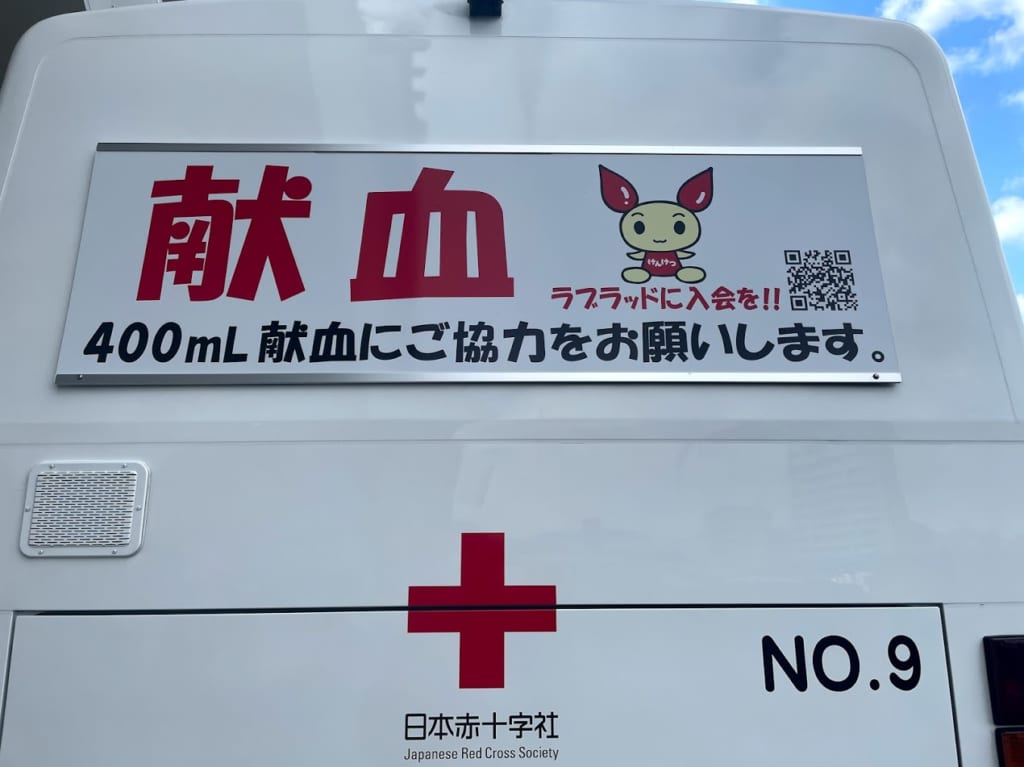 献血
けんけつ
ラブラッドに入会を!!
400mL献血にご協力をお願いします。
NO.9
日本赤十字社
Japanese Red Cross Society